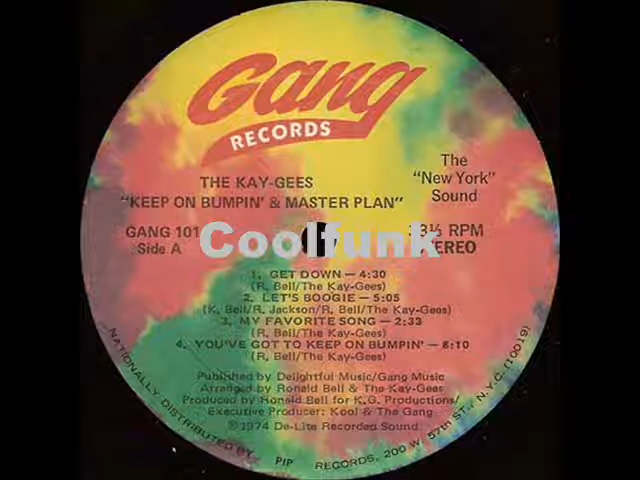 Gang
RECORDS
The
"New York"
Sound
THE KAY-GEES
"KEEP ON BUMPIN' & MASTER PLAN"
GANG 101
Side A
3⅓ RPM
STEREO
Coolfunk
1. GET DOWN — 4:30
(R. Bell/The Kay-Gees)
2. LET'S BOOGIE — 5:05
(K. Bell/R. Jackson/R. Bell/The Kay-Gees)
3. MY FAVORITE SONG — 2:33
(R. Bell/The Kay-Gees)
4. YOU'VE GOT TO KEEP ON BUMPIN' — 6:10
(R. Bell/The Kay-Gees)
Published by Delightful Music/Gang Music
Arranged by Ronald Bell & The Kay-Gees
Produced by Ronald Bell for K.G. Productions/
Executive Producer: Kool & The Gang
℗1974 De-Lite Recorded Sound
NATIONALLY DISTRIBUTED BY PIP RECORDS, 200 W. 57th ST., N.Y.C. (10019)